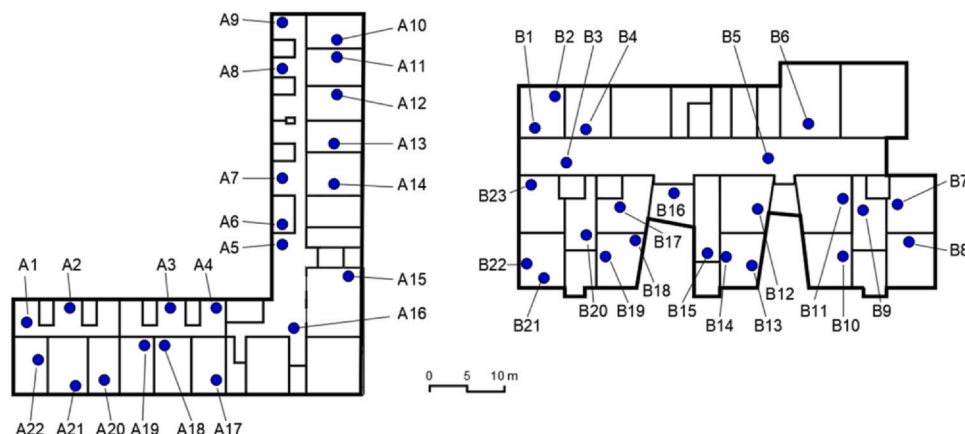 A9
A10
A8
A11
A12
A13
A7
A14
A6
A5
A1 A2 A3 A4
A15
A16
A22 A21 A20 A19 A18 A17
B1 B2 B3 B4 B5 B6
B23
B7
B16
B17
B8
B22
B18
B12
B21 B20 B19 B15 B14 B13 B11 B10 B9
0 5 10 m